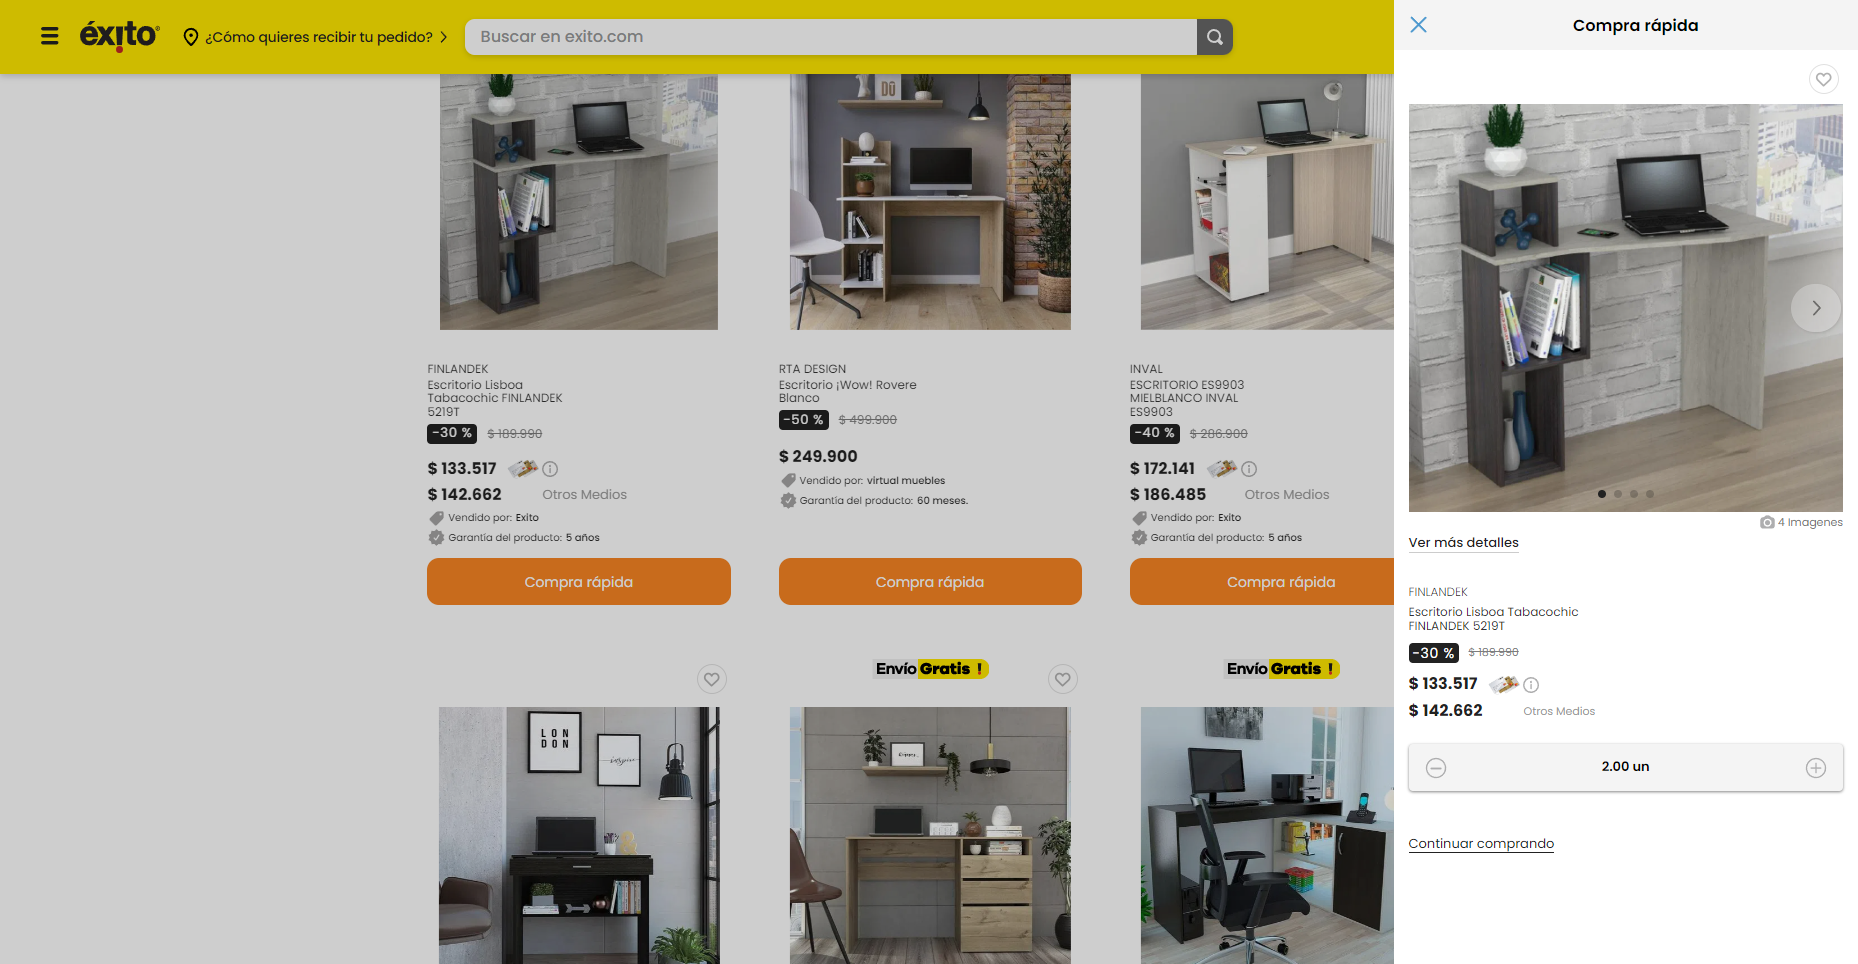 éxito
¿Cómo quieres recibir tu pedido?
Buscar en exito.com
FINLANDEK
Escritorio Lisboa
Tabacochic FINLANDEK
5219T
-30 % $ 189.990
$ 133.517
$ 142.662 Otros Medios
Vendido por: Exito
Garantía del producto: 5 años
Compra rápida
RTA DESIGN
Escritorio ¡Wow! Rovere
Blanco
-50 % $ 499.900
$ 249.900
Vendido por: virtual muebles
Garantía del producto: 60 meses.
Compra rápida
INVAL
ESCRITORIO ES9903
MIELBLANCO INVAL
ES9903
-40 % $ 286.900
$ 172.141
$ 186.485 Otros Medios
Vendido por: Exito
Garantía del producto: 5 años
Compra rápida
Envío Gratis !
Envío Gratis !
LON
DON
Compra rápida
4 Imagenes
Ver más detalles
FINLANDEK
Escritorio Lisboa Tabacochic
FINLANDEK 5219T
-30 % $ 189.990
$ 133.517
$ 142.662 Otros Medios
2.00 un
Continuar comprando